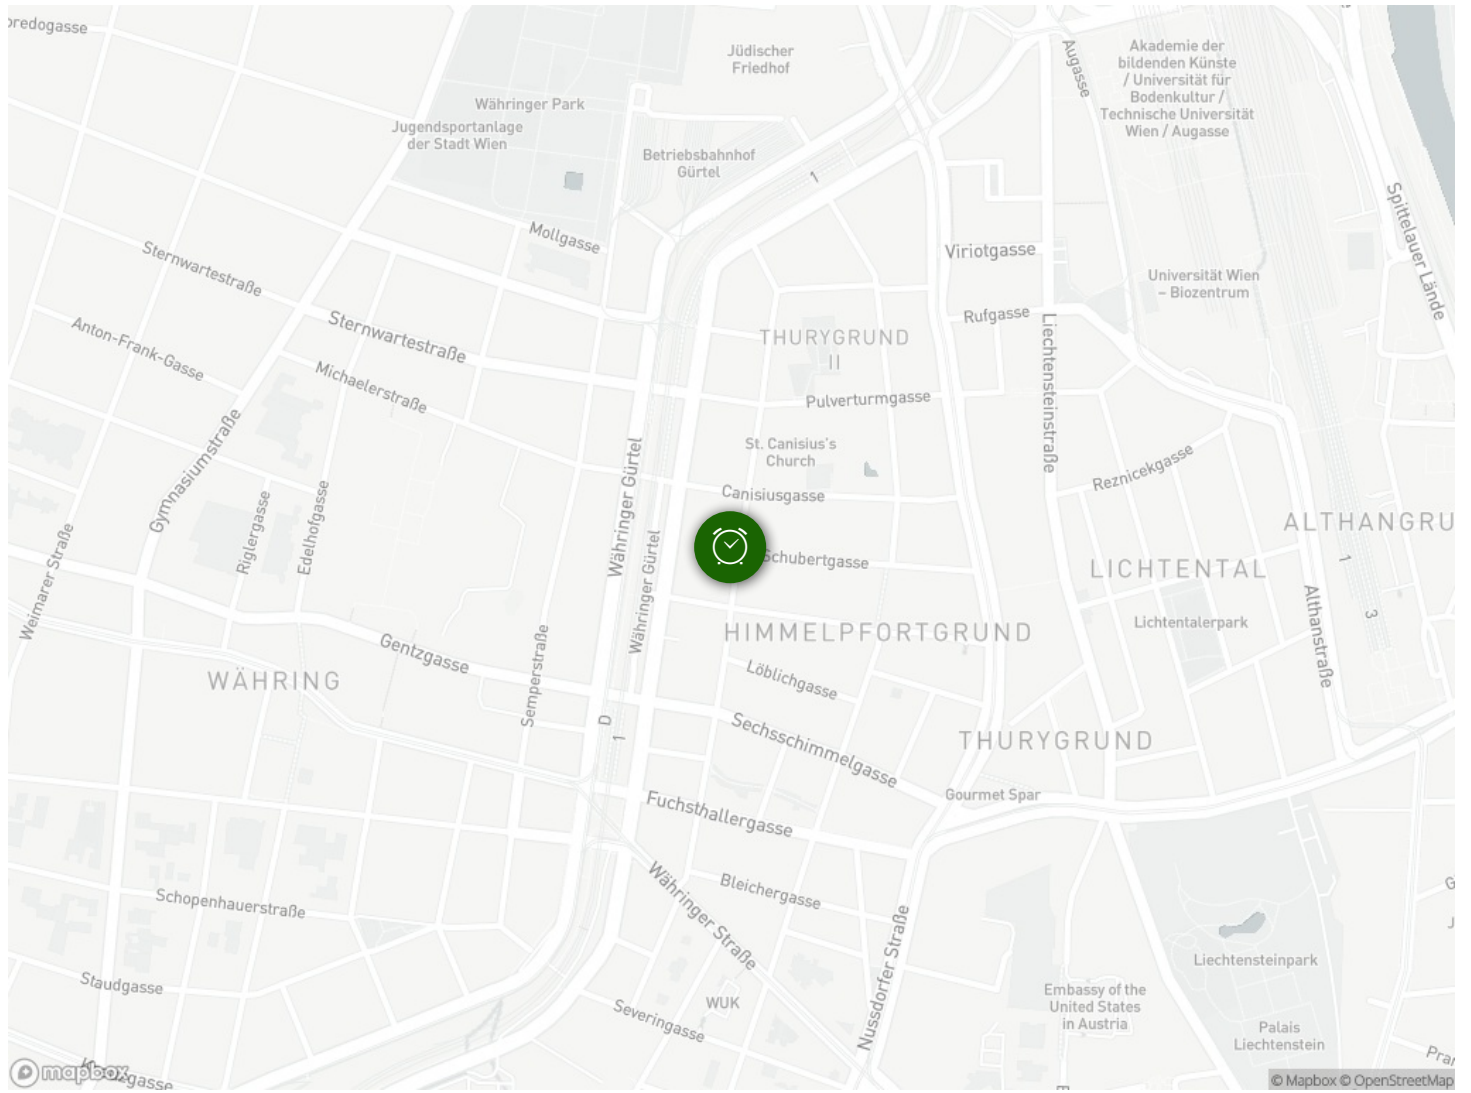 Jüdischer
Friedhof
Augasse
Akademie der
bildenden Künste
/ Universität für
Bodenkultur /
Technische Universität
Wien / Augasse
Währinger Park
Jugendsportanlage
der Stadt Wien
Betriebsbahnhof
Gürtel
1
Spittelauer Lände
Mollgasse
Viriotgasse
Sternwartestraße
Universität Wien
– Biozentrum
Sternwartestraße
Rufgasse
Liechtensteinstraße
Anton-Frank-Gasse
THURYGRUND
II
Michaelerstraße
Pulverturmgasse
Gymnasiumstraße
St. Canisius's
Church
Währinger Gürtel
Reznicekgasse
Canisiusgasse
Riglergasse
Edelhofgasse
ALTHANGRU
Weimarer Straße
Währinger Gürtel
Schubertgasse
LICHTENTAL
1
3
Althanstraße
Lichtentalerpark
HIMMELPFORTGRUND
Gentzgasse
Semperstraße
WÄHRING
Löblichgasse
D
1
Sechsschimmelgasse
THURYGRUND
Gourmet Spar
Fuchsthallergasse
Währinger Straße
Bleichergasse
Schopenhauerstraße
Nussdorfer Straße
Liechtensteinpark
Staudgasse
WUK
Embassy of the
United States
in Austria
Severingasse
Palais
Liechtenstein
mapbox
© Mapbox © OpenStreetMap